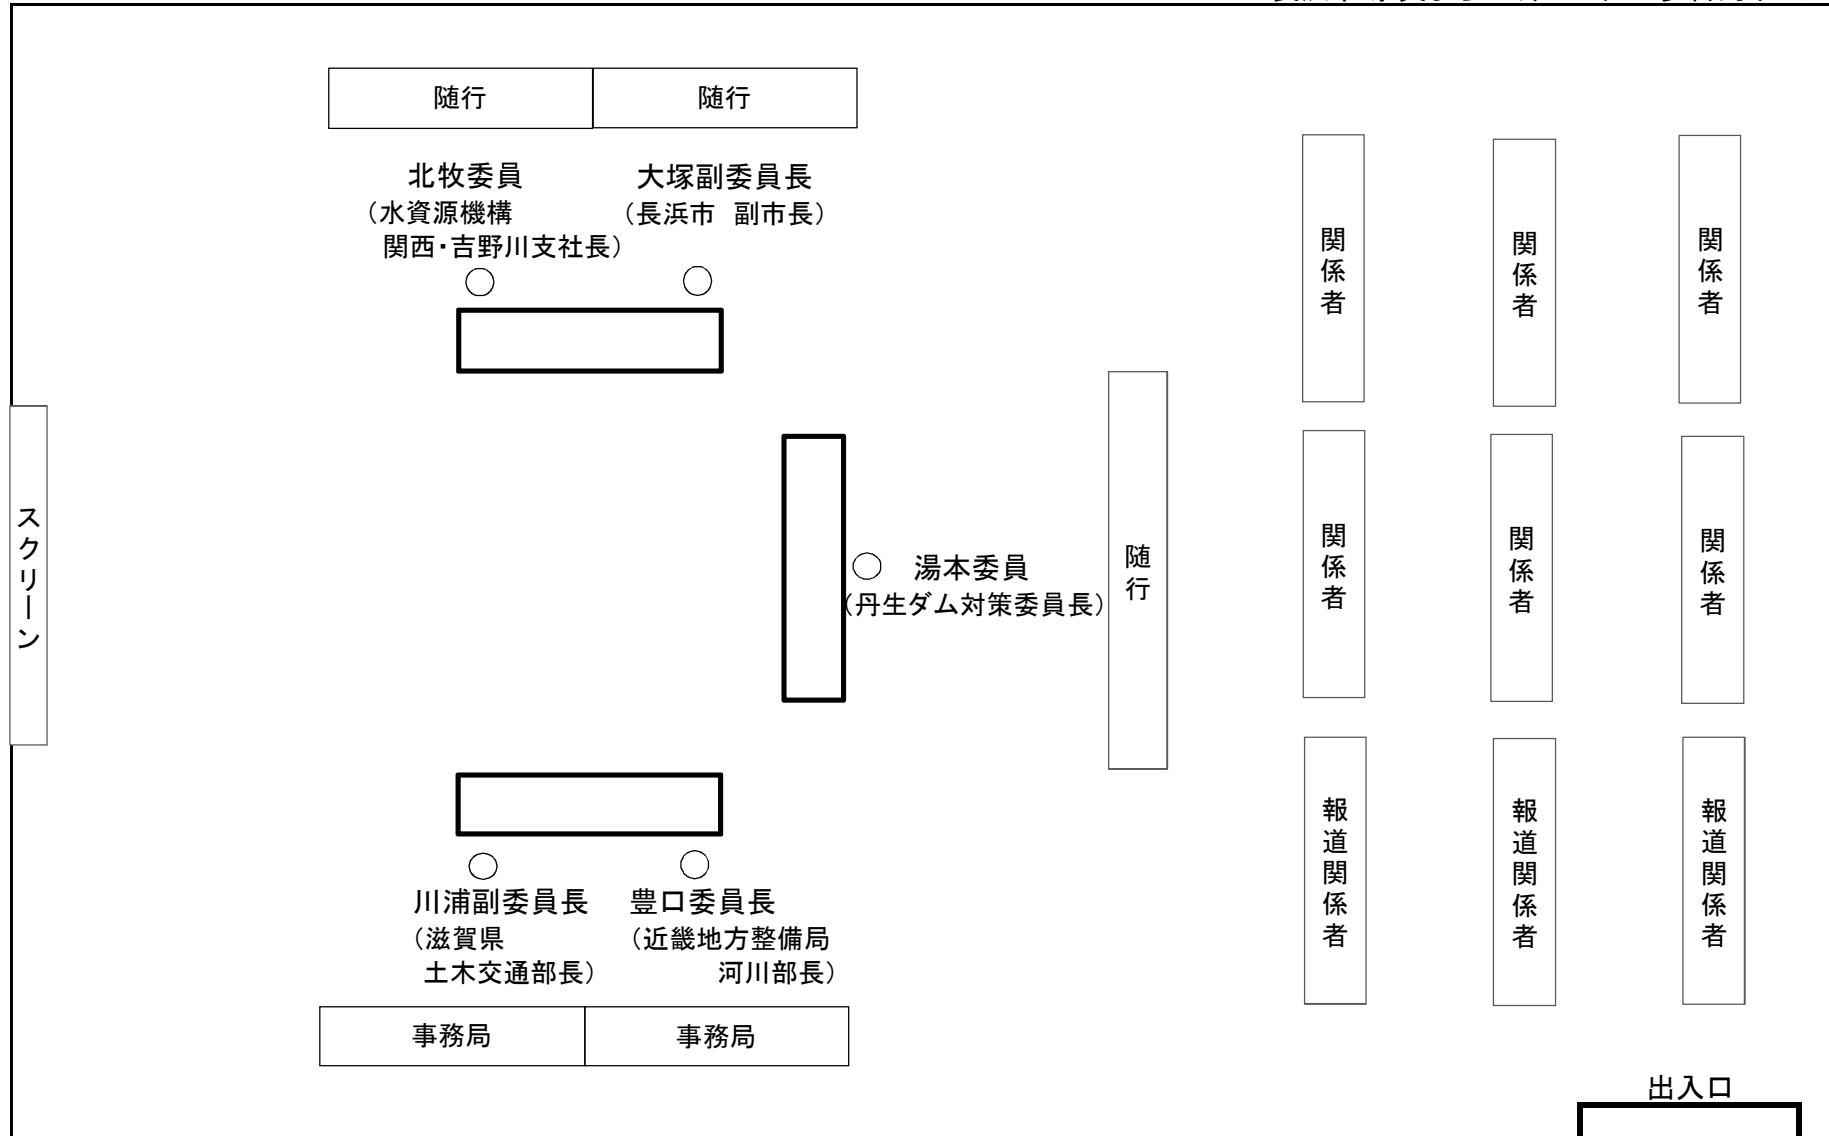 随行
随行
北牧委員
（水資源機構
関西・吉野川支社長）
大塚副委員長
（長浜市 副市長）
関係者
関係者
関係者
スクリーン
湯本委員
（丹生ダム対策委員長）
随行
関係者
関係者
関係者
川浦副委員長
（滋賀県
土木交通部長）
豊口委員長
（近畿地方整備局
河川部長）
報道関係者
報道関係者
報道関係者
事務局
事務局
出入口